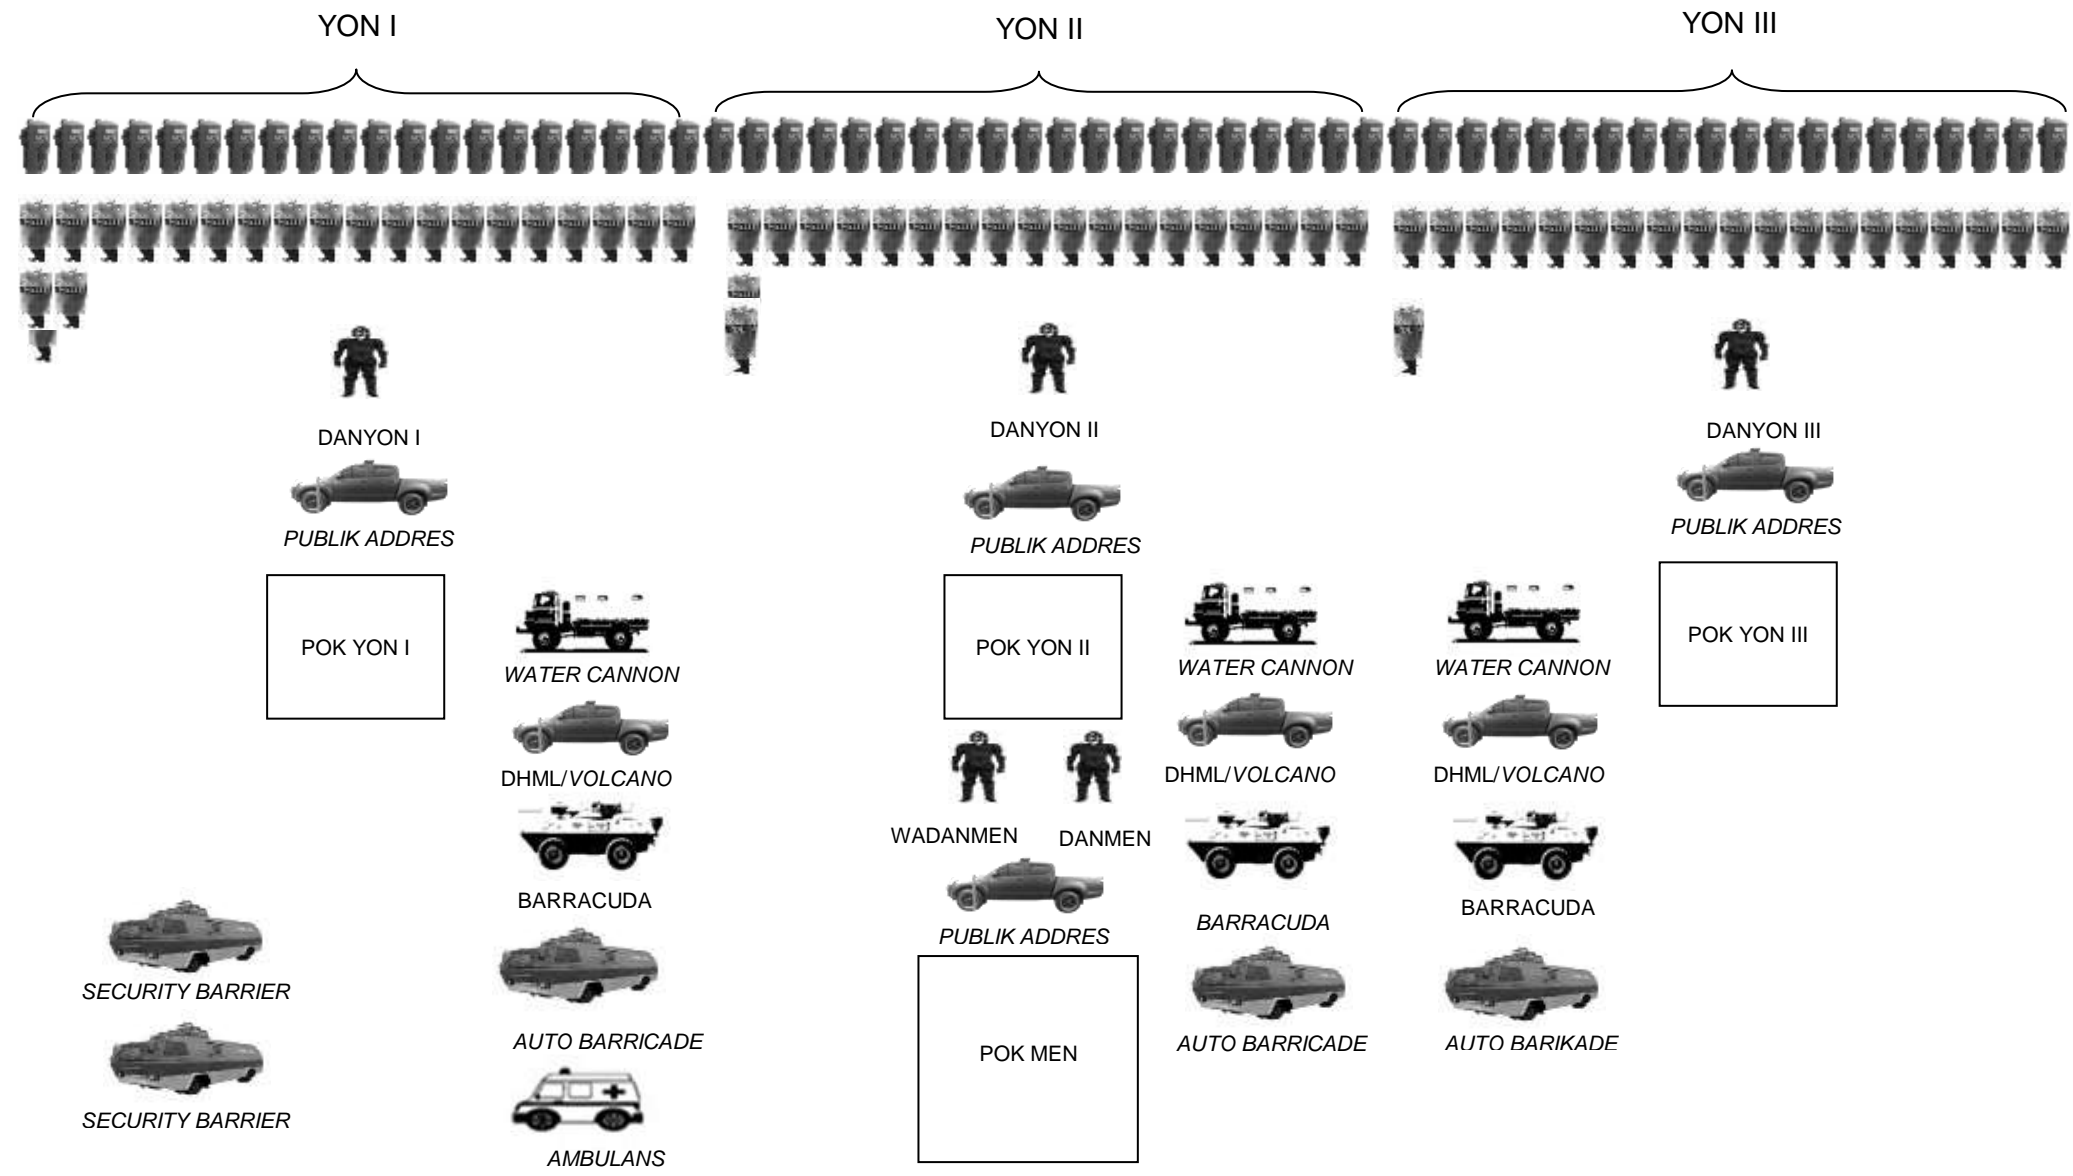 YON I
YON II
YON III
DANYON I
DANYON II
DANYON III
PUBLIK ADDRES
PUBLIK ADDRES
PUBLIK ADDRES
POK YON I
POK YON II
POK YON III
WATER CANNON
WATER CANNON
WATER CANNON
DHML/VOLCANO
DHML/VOLCANO
DHML/VOLCANO
WADANMEN
DANMEN
BARRACUDA
BARRACUDA
BARRACUDA
PUBLIK ADDRES
SECURITY BARRIER
AUTO BARRICADE
AUTO BARRICADE
AUTO BARIKADE
POK MEN
SECURITY BARRIER
AMBULANS